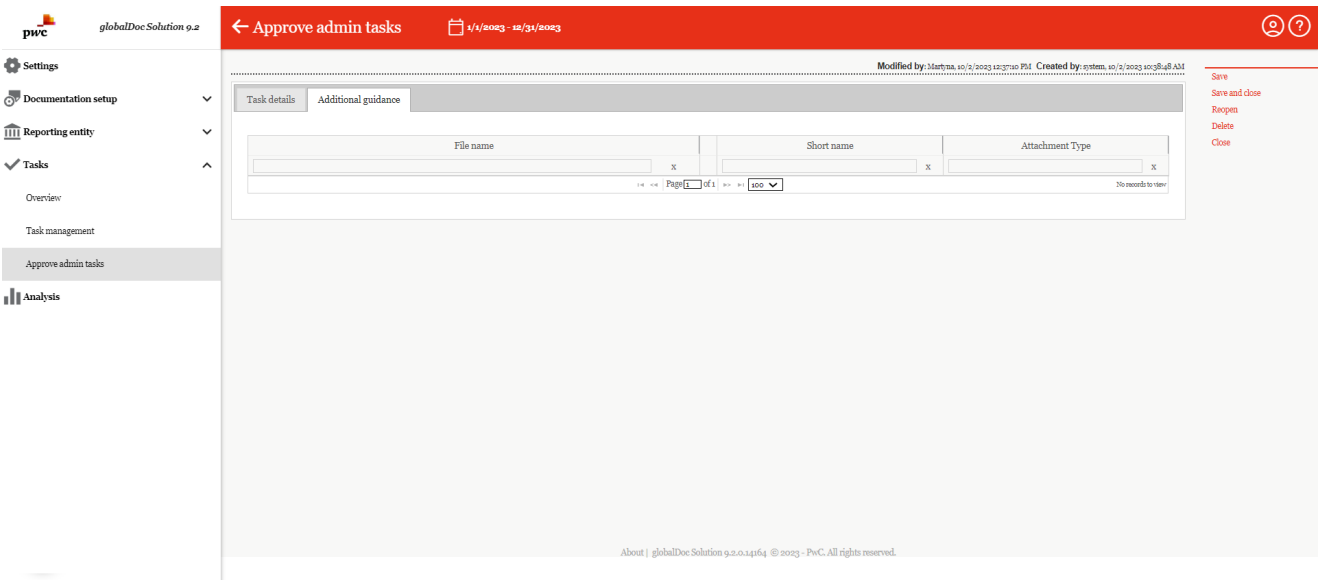 pwc
globalDoc Solution 9.2
Approve admin tasks
1/1/2023 - 12/31/2023
Settings
Documentation setup
Reporting entity
Tasks
Overview
Task management
Approve admin tasks
Analysis
Modified by: Martyna, 10/2/2023 12:37:10 PM Created by: system, 10/2/2023 10:38:48 AM
Task details
Additional guidance
File name
Short name
Attachment Type
x
x
x
Page 1 of 1
100
No records to view
Save
Save and close
Reopen
Delete
Close
About | globalDoc Solution 9.2.0.14164 © 2023 - PwC. All rights reserved.